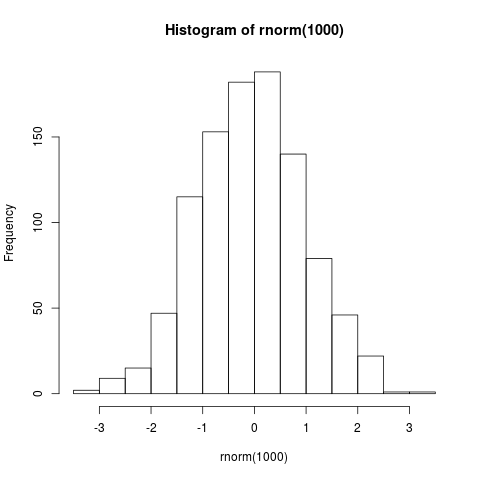 Histogram of rnorm(1000)
Frequency
150
100
50
0
-3 -2 -1 0 1 2 3
rnorm(1000)